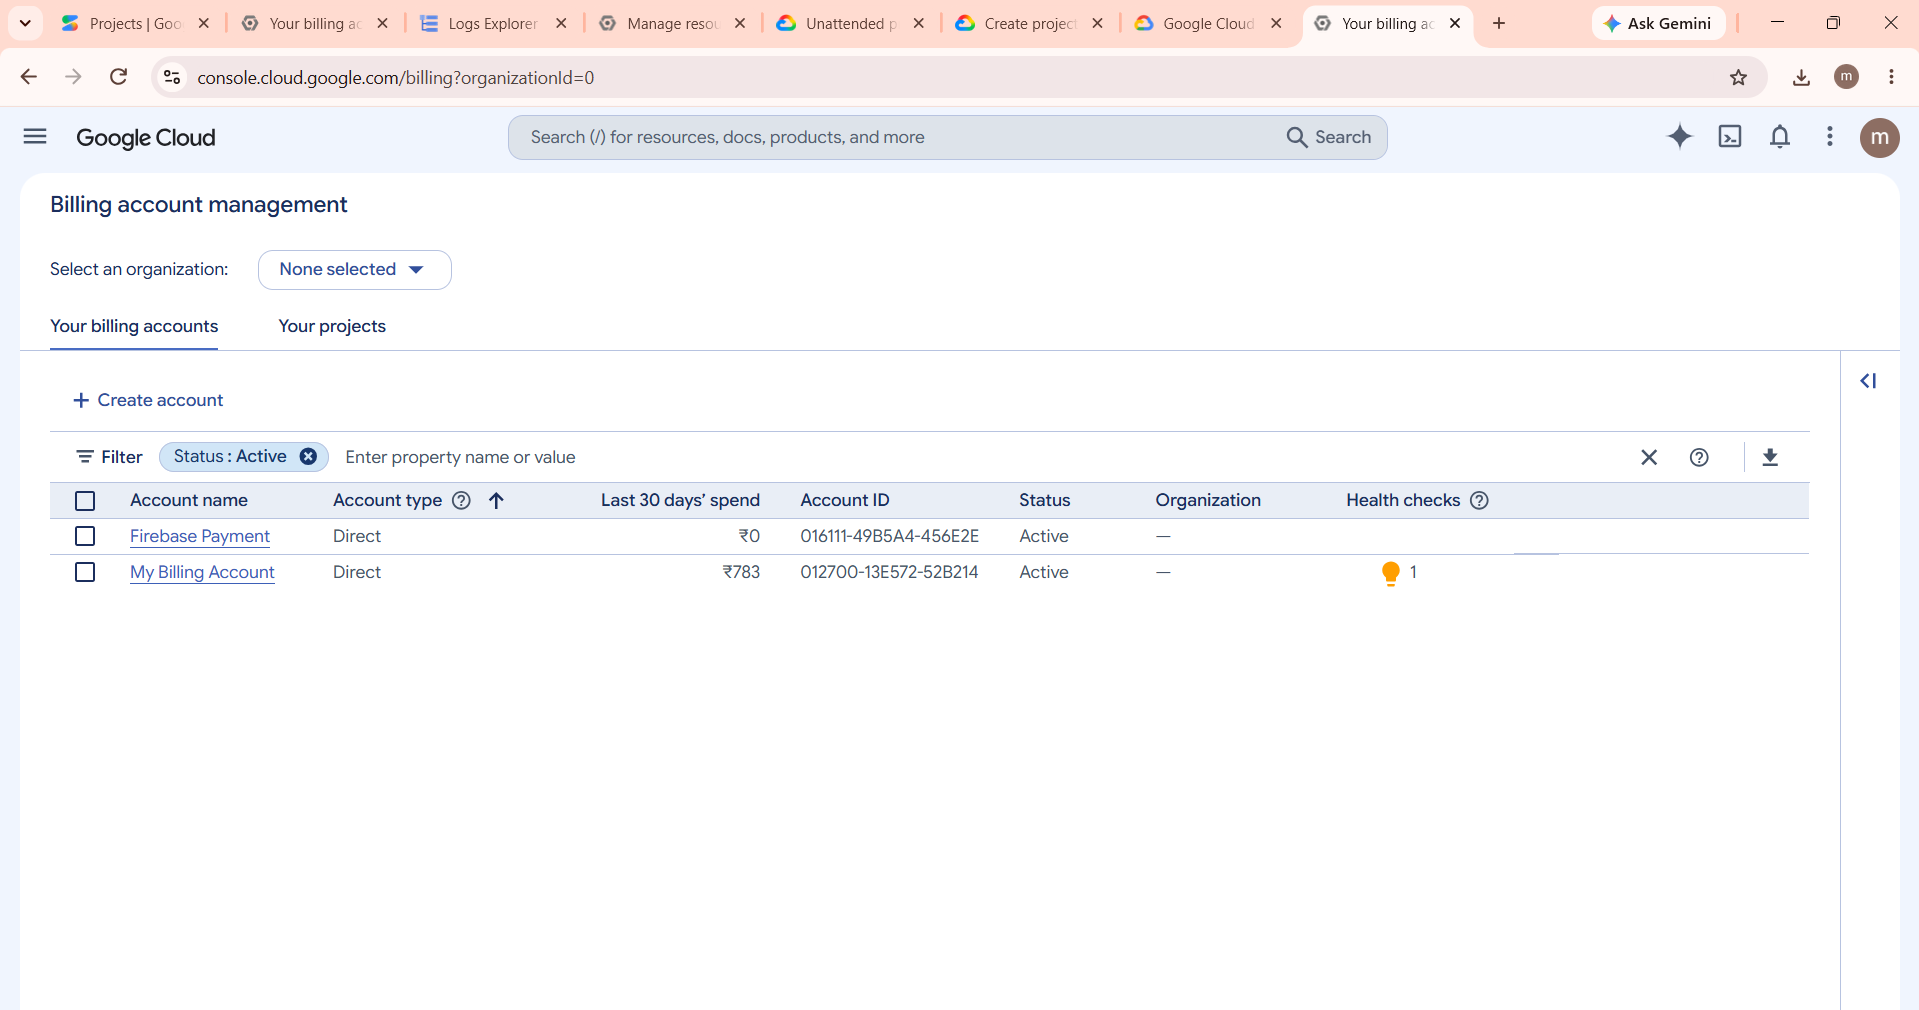 Projects | Goo
Your billing ac
Logs Explorer
Manage resou
Unattended p
Create project
Google Cloud
Your billing ac
Ask Gemini
console.cloud.google.com/billing?organizationId=0
m
Google Cloud
Search (/) for resources, docs, products, and more
Search
m
Billing account management
Select an organization:
None selected
Your billing accounts
Your projects
Create account
Filter
Status : Active
Enter property name or value
Account name Account type Last 30 days’ spend Account ID Status Organization Health checks
Firebase Payment Direct ₹0 016111-49B5A4-456E2E Active —
My Billing Account Direct ₹783 012700-13E572-52B214 Active — 1